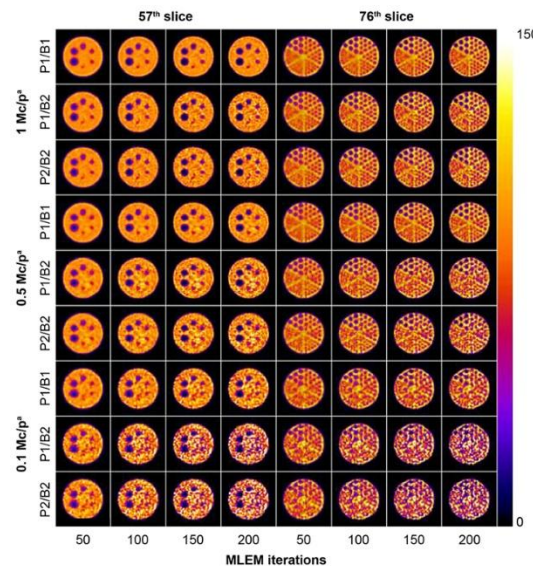 57th slice 76th slice
150
1 Mc/pª
P1/B1
P1/B2
P2/B2
0.5 Mc/pª
P1/B1
P1/B2
P2/B2
0.1 Mc/pª
P1/B1
P1/B2
P2/B2
0
50 100 150 200 50 100 150 200
MLEM iterations